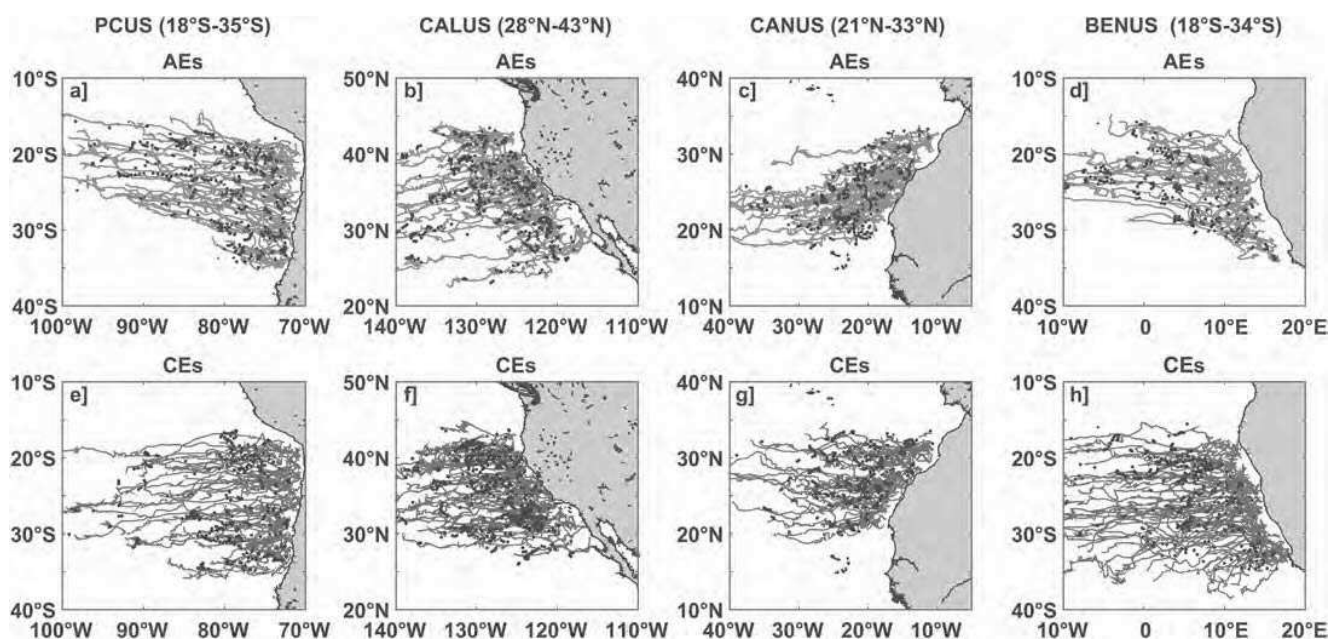 PCUS (18°S-35°S) CALUS (28°N-43°N) CANUS (21°N-33°N) BENUS (18°S-34°S)
AEs AEs AEs AEs
10°S 50°N 40°N 10°S
a] b] c] d]
20°S 40°N 30°N 20°S
30°S 30°N 20°N 30°S
40°S 20°N 10°N 40°S
100°W 90°W 80°W 70°W 140°W 130°W 120°W 110°W 40°W 30°W 20°W 10°W 10°W 0 10°E 20°E
CEs CEs CEs CEs
10°S 50°N 40°N 10°S
e] f] g] h]
20°S 40°N 30°N 20°S
30°S 30°N 20°N 30°S
40°S 20°N 10°N 40°S
100°W 90°W 80°W 70°W 140°W 130°W 120°W 110°W 40°W 30°W 20°W 10°W 10°W 0 10°E 20°E